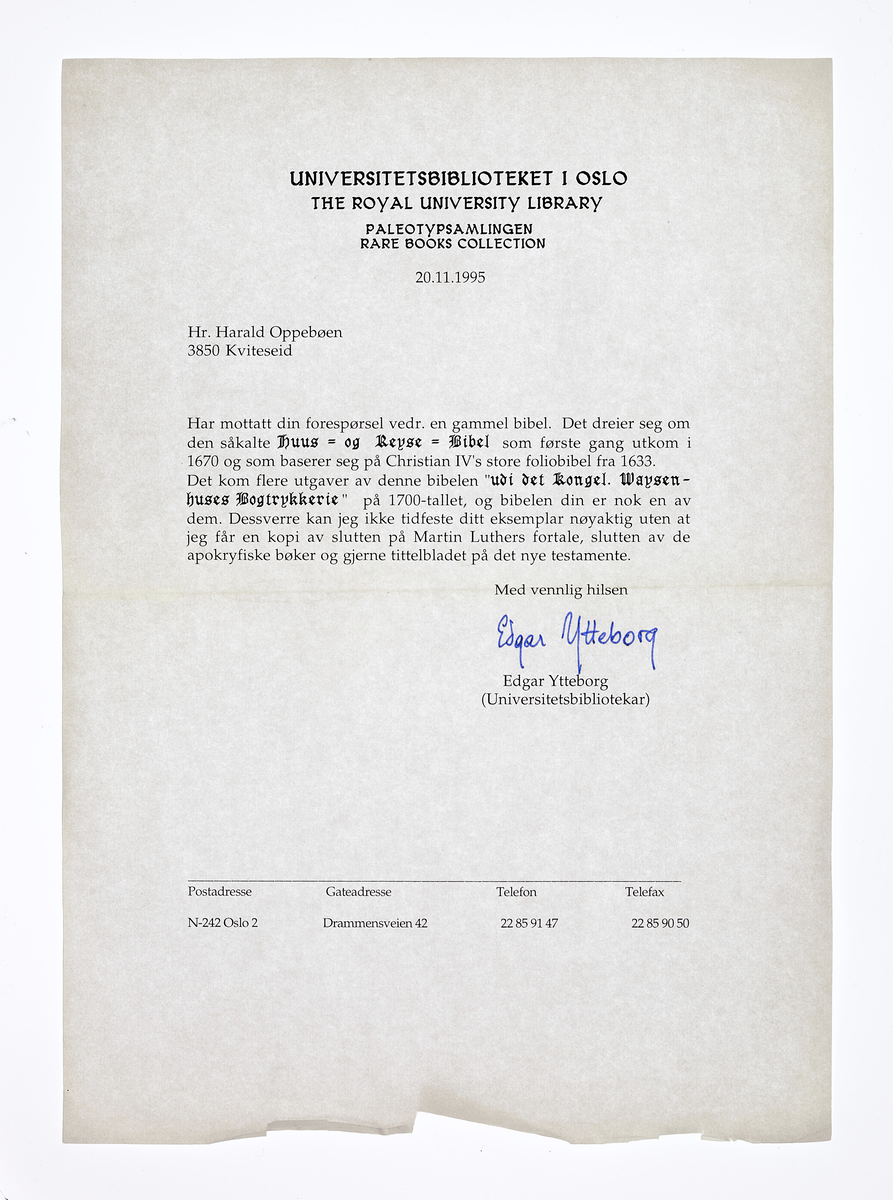 UNIVERSITETSBIBLIOTEKET I OSLO
THE ROYAL UNIVERSITY LIBRARY
PALEOTYPSAMLINGEN
RARE BOOKS COLLECTION
20.11.1995
Hr. Harald Oppebøen
3850 Kviteseid
Har mottatt din forespørsel vedr. en gammel bibel. Det dreier seg om
den såkalte Huus = og Reyse = Bibel som første gang utkom i
1670 og som baserer seg på Christian IV's store foliobibel fra 1633.
Det kom flere utgaver av denne bibelen "udi det Kongel. Waysen-
huses Bogtrykkerie" på 1700-tallet, og bibelen din er nok en av
dem. Dessverre kan jeg ikke tidfeste ditt eksemplar nøyaktig uten at
jeg får en kopi av slutten på Martin Luthers fortale, slutten av de
apokryfiske bøker og gjerne tittelbladet på det nye testamente.
Med vennlig hilsen
Edgar Ytteborg
Edgar Ytteborg
(Universitetsbibliotekar)
Postadresse Gateadresse Telefon Telefax
N-242 Oslo 2 Drammensveien 42 22 85 91 47 22 85 90 50